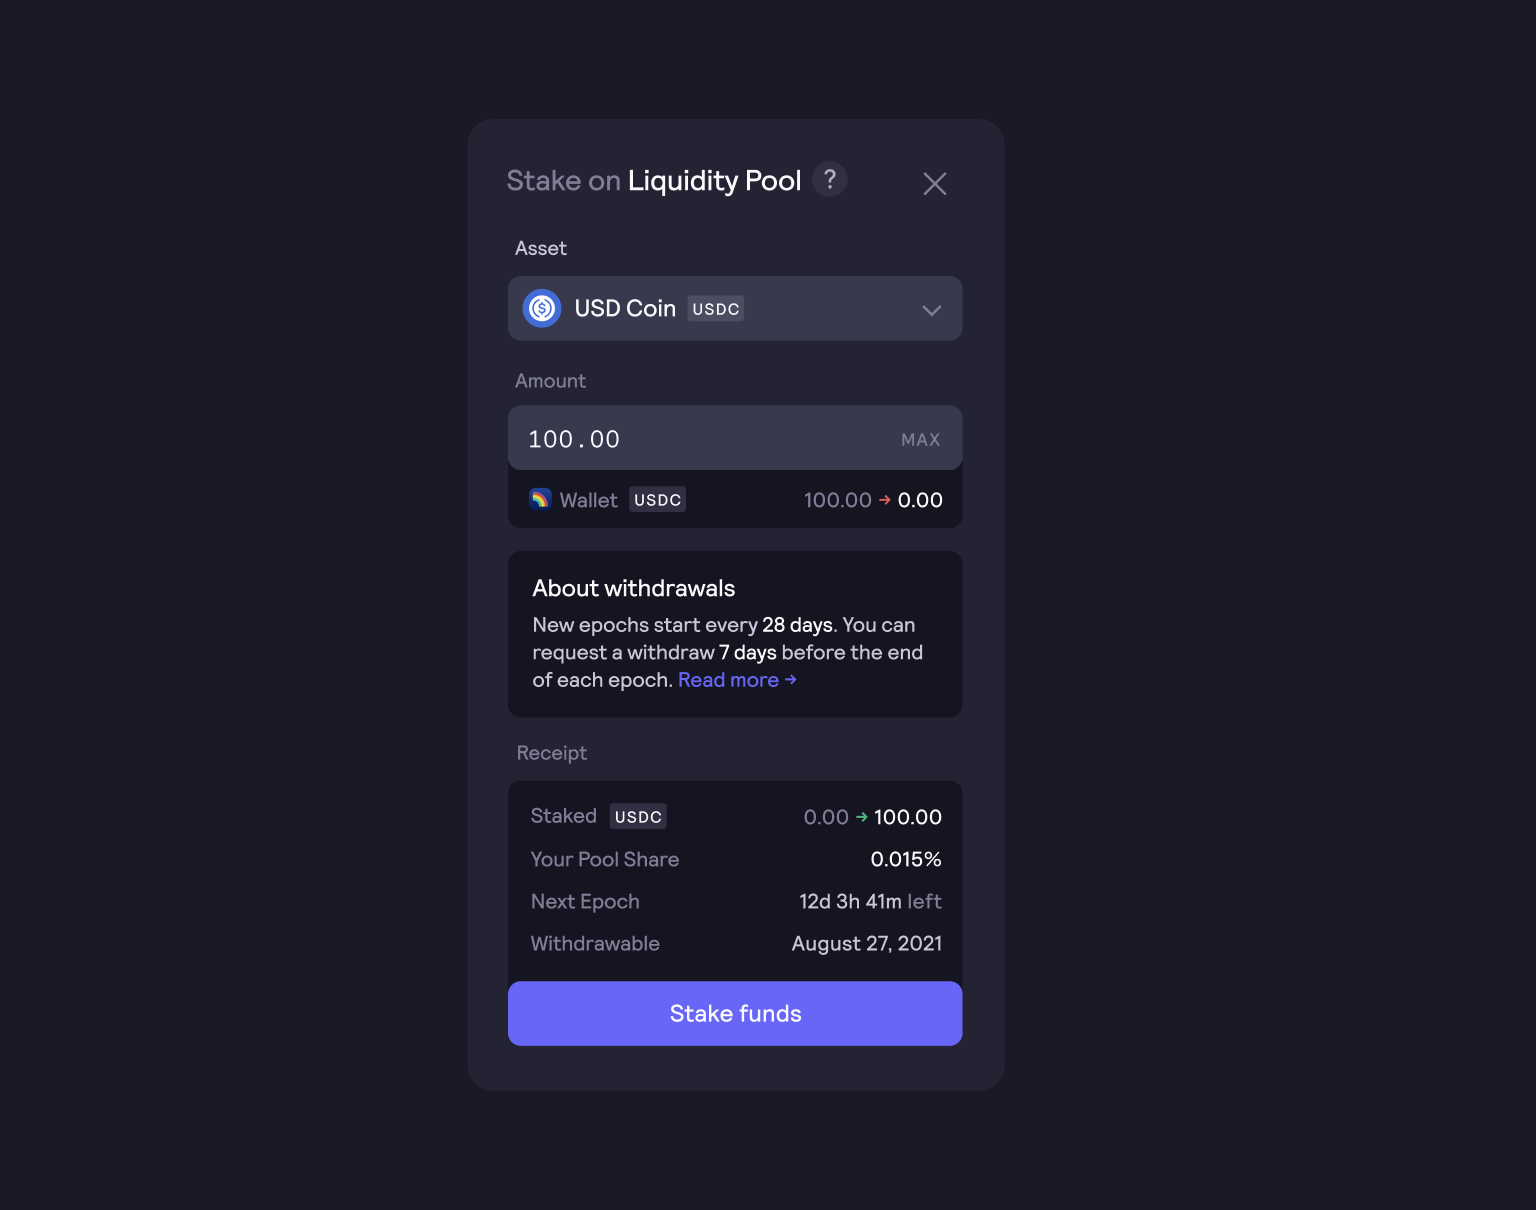 Stake on Liquidity Pool ?
Asset
$ USD Coin USDC
Amount
100.00 MAX
Wallet USDC 100.00 → 0.00
About withdrawals
New epochs start every 28 days. You can
request a withdraw 7 days before the end
of each epoch. Read more →
Receipt
Staked USDC 0.00 → 100.00
Your Pool Share 0.015%
Next Epoch 12d 3h 41m left
Withdrawable August 27, 2021
Stake funds